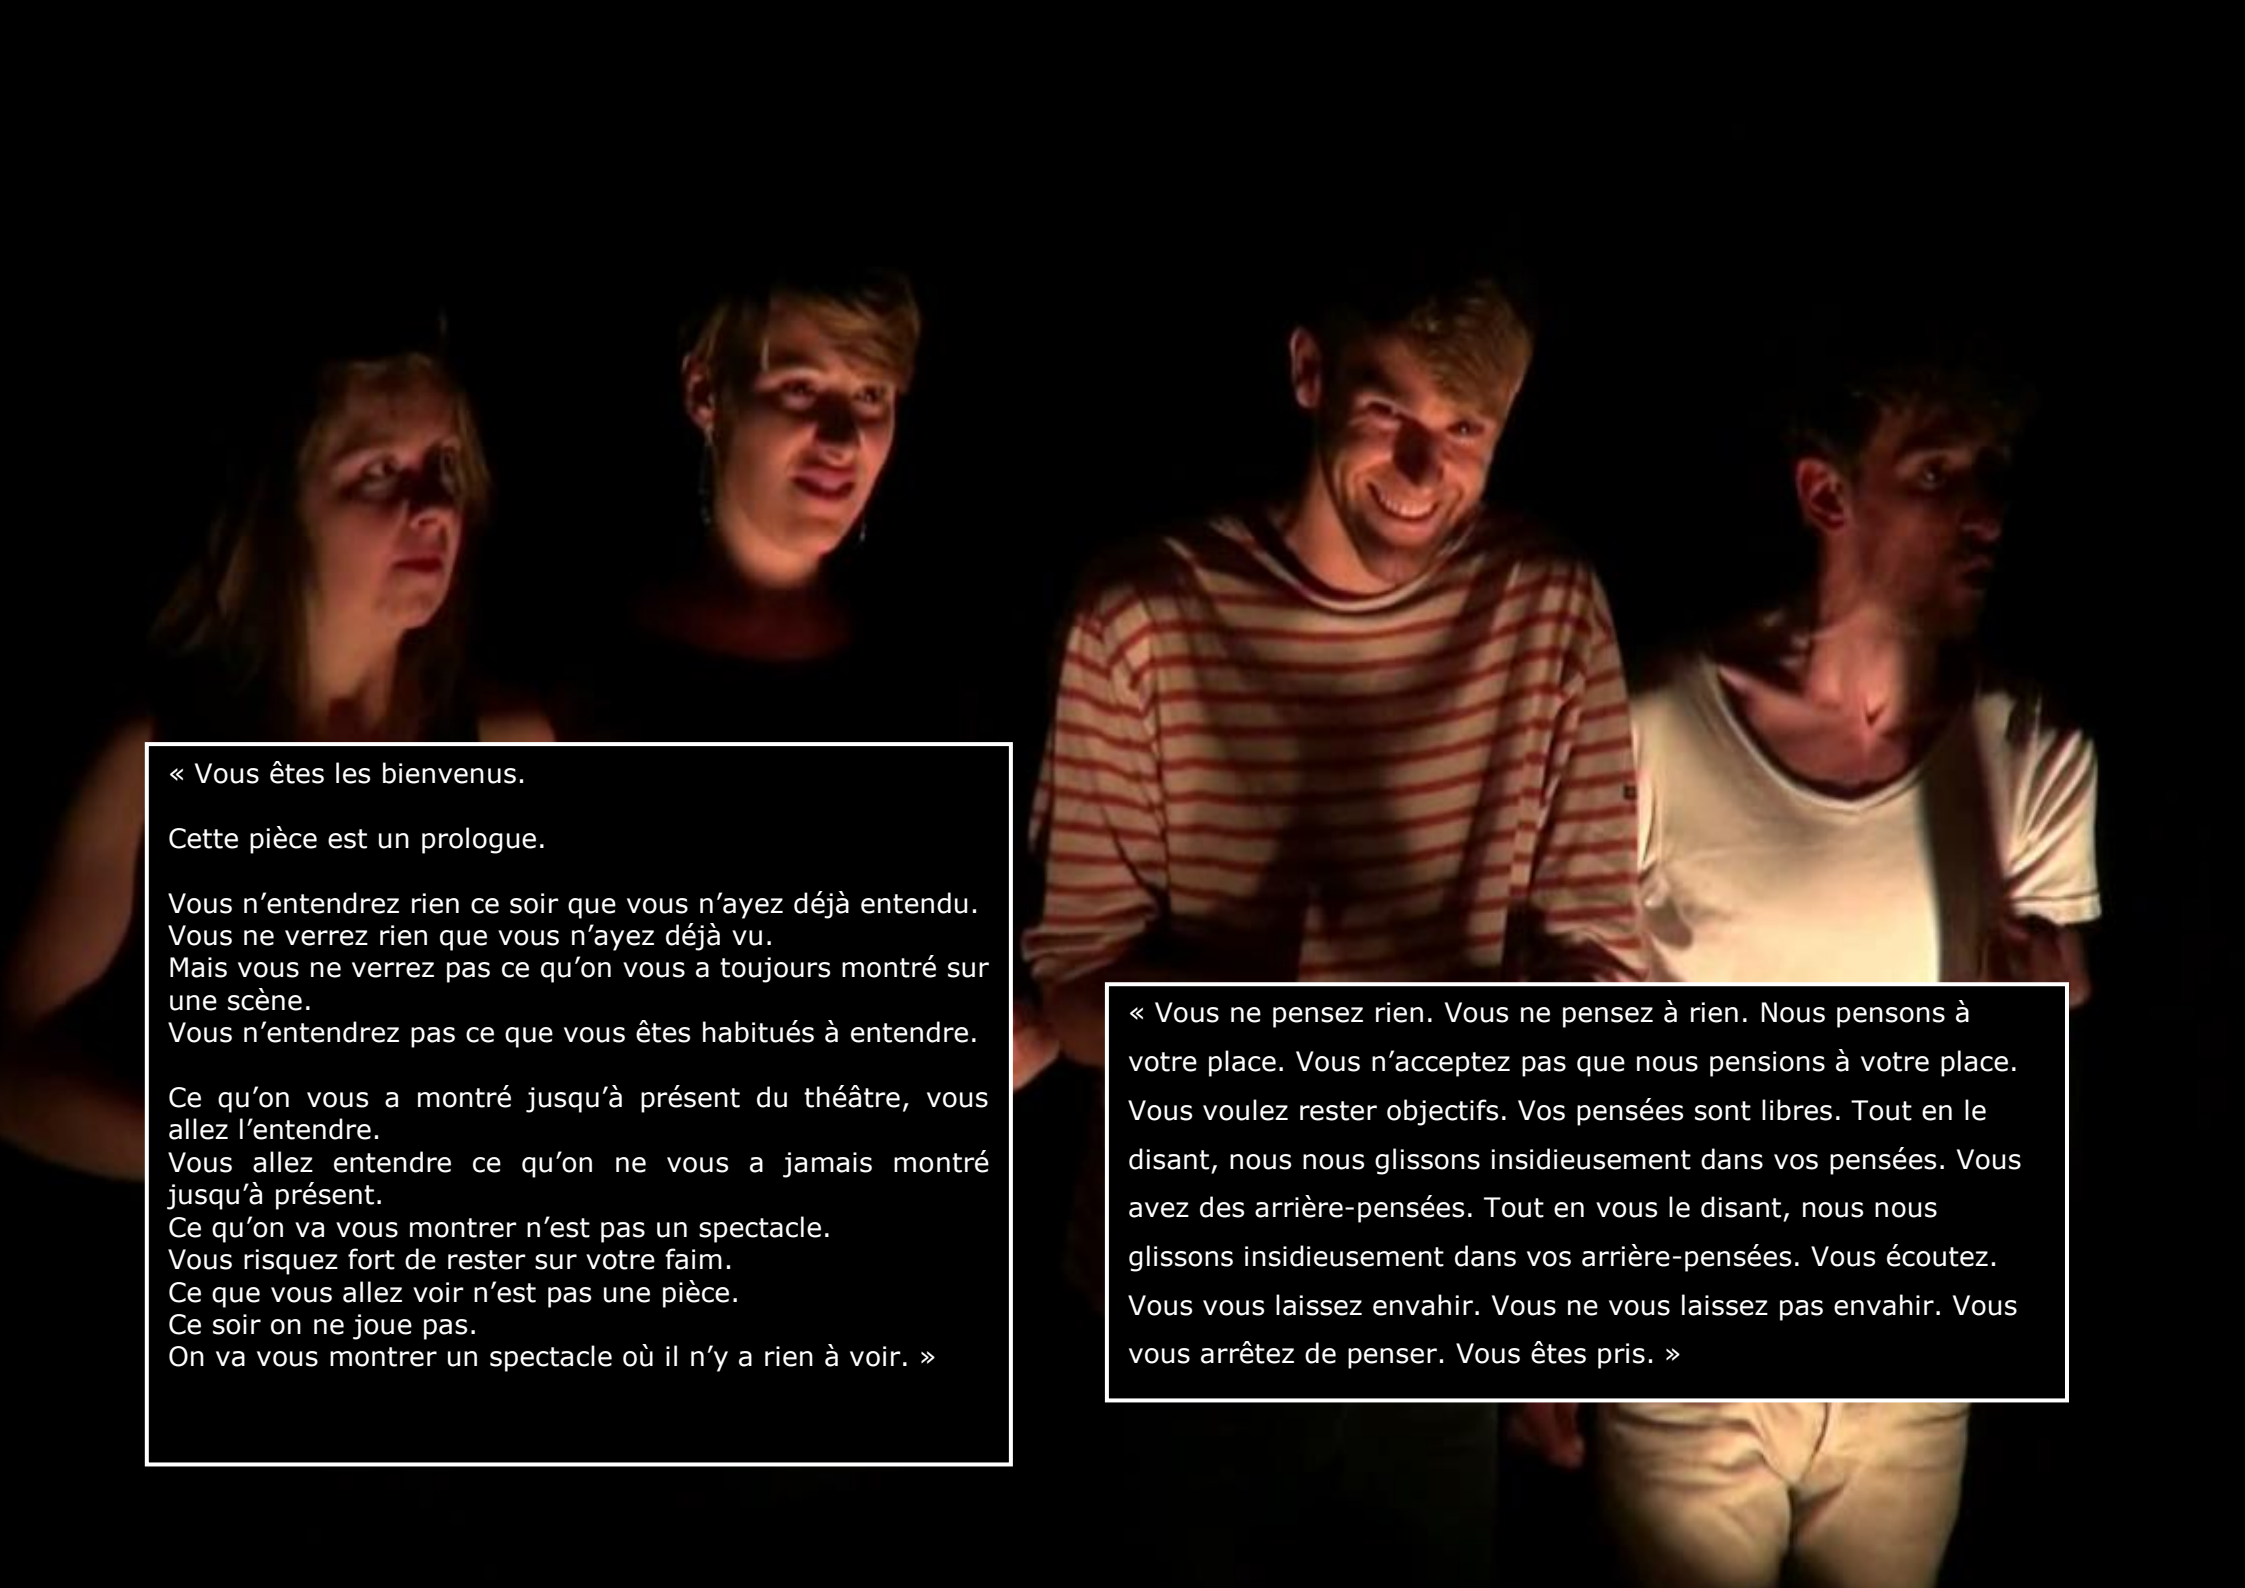 « Vous êtes les bienvenus.
Cette pièce est un prologue.
Vous n’entendrez rien ce soir que vous n’ayez déjà entendu.
Vous ne verrez rien que vous n’ayez déjà vu.
Mais vous ne verrez pas ce qu’on vous a toujours montré sur
une scène.
Vous n’entendrez pas ce que vous êtes habitués à entendre.
Ce qu’on vous a montré jusqu’à présent du théâtre, vous
allez l’entendre.
Vous allez entendre ce qu’on ne vous a jamais montré
jusqu’à présent.
Ce qu’on va vous montrer n’est pas un spectacle.
Vous risquez fort de rester sur votre faim.
Ce que vous allez voir n’est pas une pièce.
Ce soir on ne joue pas.
On va vous montrer un spectacle où il n’y a rien à voir. »
« Vous ne pensez rien. Vous ne pensez à rien. Nous pensons à
votre place. Vous n’acceptez pas que nous pensions à votre place.
Vous voulez rester objectifs. Vos pensées sont libres. Tout en le
disant, nous nous glissons insidieusement dans vos pensées. Vous
avez des arrière-pensées. Tout en vous le disant, nous nous
glissons insidieusement dans vos arrière-pensées. Vous écoutez.
Vous vous laissez envahir. Vous ne vous laissez pas envahir. Vous
vous arrêtez de penser. Vous êtes pris. »